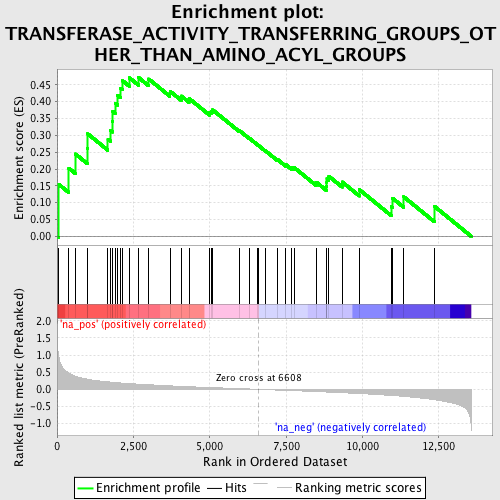 Enrichment plot:
TRANSFERASE_ACTIVITY_TRANSFERRING_GROUPS_OT
HER_THAN_AMINO_ACYL_GROUPS
Enrichment score (ES)
0.45
0.40
0.35
0.30
0.25
0.20
0.15
0.10
0.05
0.00
'na_pos' (positively correlated)
Ranked list metric (PreRanked)
2.0
1.5
1.0
0.5
0.0
-0.5
-1.0
Zero cross at 6608
'na_neg' (negatively correlated)
0 2,500 5,000 7,500 10,000 12,500
Rank in Ordered Dataset
Enrichment profile Hits Ranking metric scores